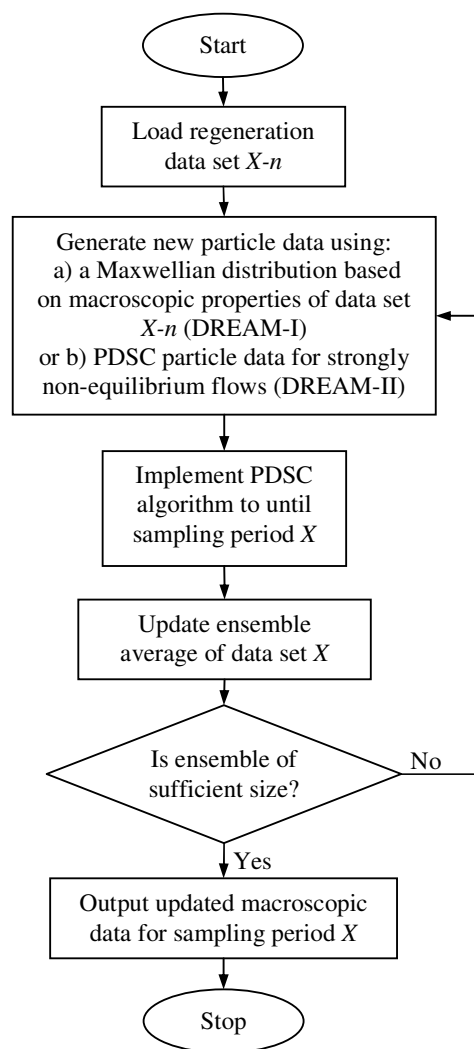 Start
Load regeneration
data set X-n
Generate new particle data using:
a) a Maxwellian distribution based
on macroscopic properties of data set
X-n (DREAM-I)
or b) PDSC particle data for strongly
non-equilibrium flows (DREAM-II)
Implement PDSC
algorithm to until
sampling period X
Update ensemble
average of data set X
Is ensemble of
sufficient size?
No
Yes
Output updated macroscopic
data for sampling period X
Stop